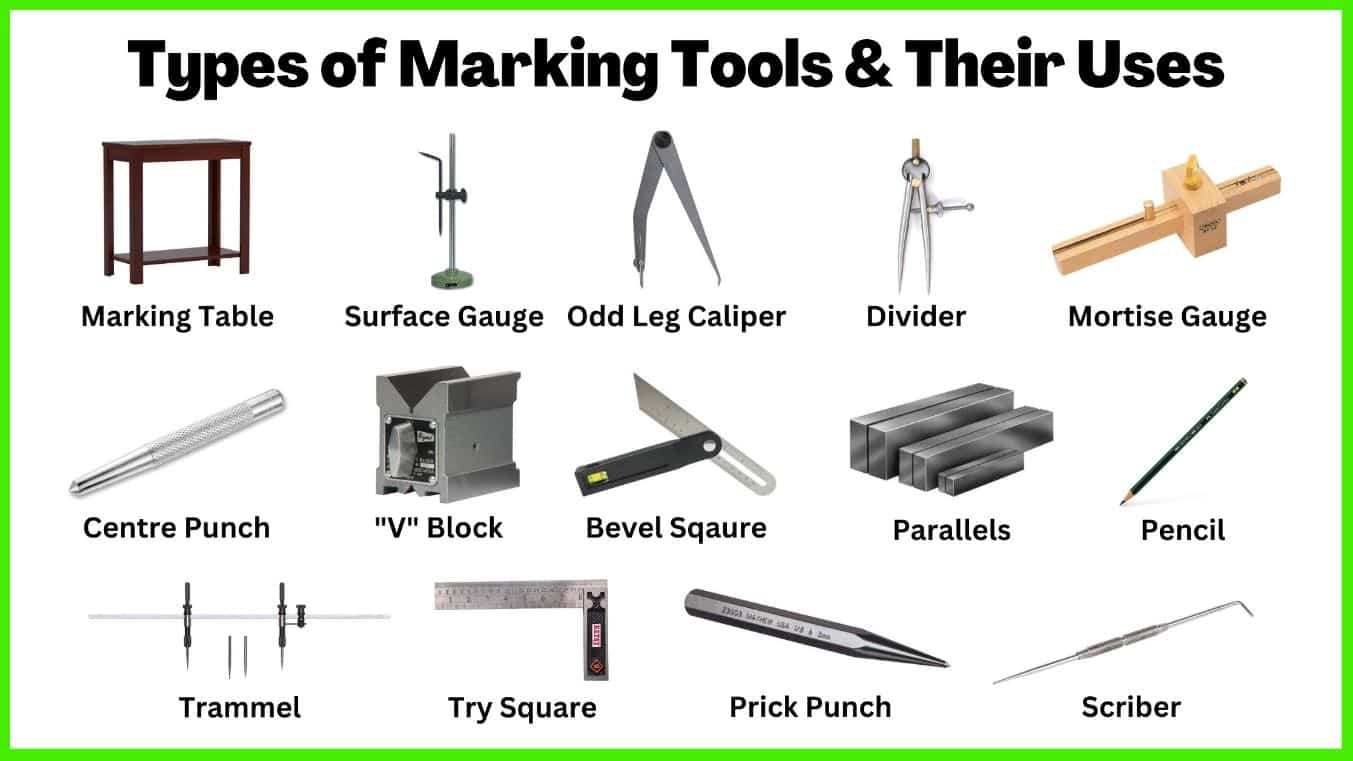 Types of Marking Tools & Their Uses
Marking Table
Surface Gauge
Odd Leg Caliper
Divider
Mortise Gauge
Centre Punch
"V" Block
Bevel Sqaure
Parallels
Pencil
Trammel
Try Square
Prick Punch
Scriber